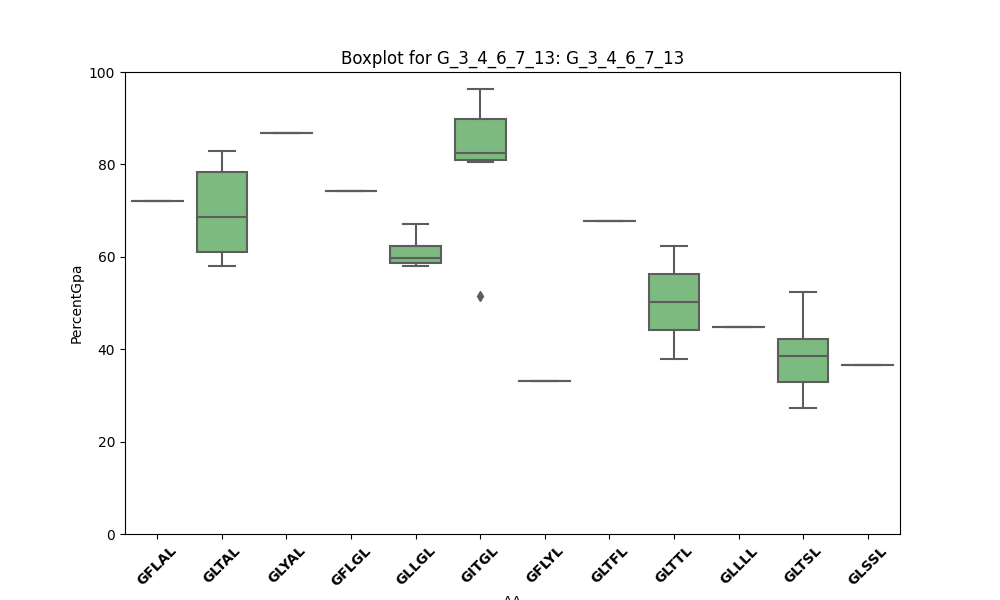 Boxplot for G_3_4_6_7_13: G_3_4_6_7_13
100
80
60
40
20
0
PercentGpa
GFLAL GLTAL GLYAL GFLGL GLLGL GITGL GFLYL GLTFL GLTTL GLLLL GLTSL GLSSL
AA